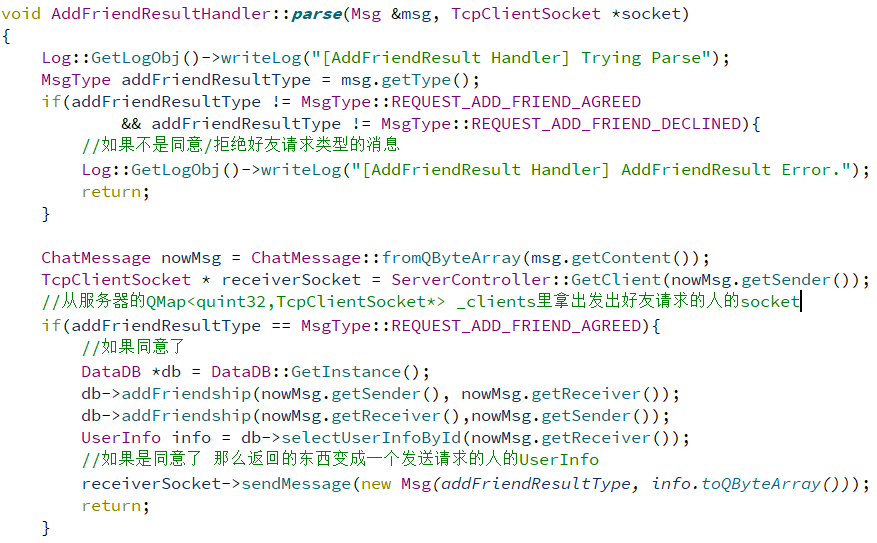 void AddFriendResultHandler::parse(Msg &msg, TcpClientSocket *socket)
{
    Log::GetLogObj()->writeLog("[AddFriendResult Handler] Trying Parse");
    MsgType addFriendResultType = msg.getType();
    if(addFriendResultType != MsgType::REQUEST_ADD_FRIEND_AGREED
            && addFriendResultType != MsgType::REQUEST_ADD_FRIEND_DECLINED){
        //如果不是同意/拒绝好友请求类型的消息
        Log::GetLogObj()->writeLog("[AddFriendResult Handler] AddFriendResult Error.");
        return;
    }
    ChatMessage nowMsg = ChatMessage::fromQByteArray(msg.getContent());
    TcpClientSocket * receiverSocket = ServerController::GetClient(nowMsg.getSender());
    //从服务器的QMap<quint32,TcpClientSocket*> _clients里拿出发出好友请求的人的socket
    if(addFriendResultType == MsgType::REQUEST_ADD_FRIEND_AGREED){
        //如果同意了
        DataDB *db = DataDB::GetInstance();
        db->addFriendship(nowMsg.getSender(), nowMsg.getReceiver());
        db->addFriendship(nowMsg.getReceiver(),nowMsg.getSender());
        UserInfo info = db->selectUserInfoById(nowMsg.getReceiver());
        //如果是同意了 那么返回的东西变成一个发送请求的人的UserInfo
        receiverSocket->sendMessage(new Msg(addFriendResultType, info.toQByteArray()));
        return;
    }